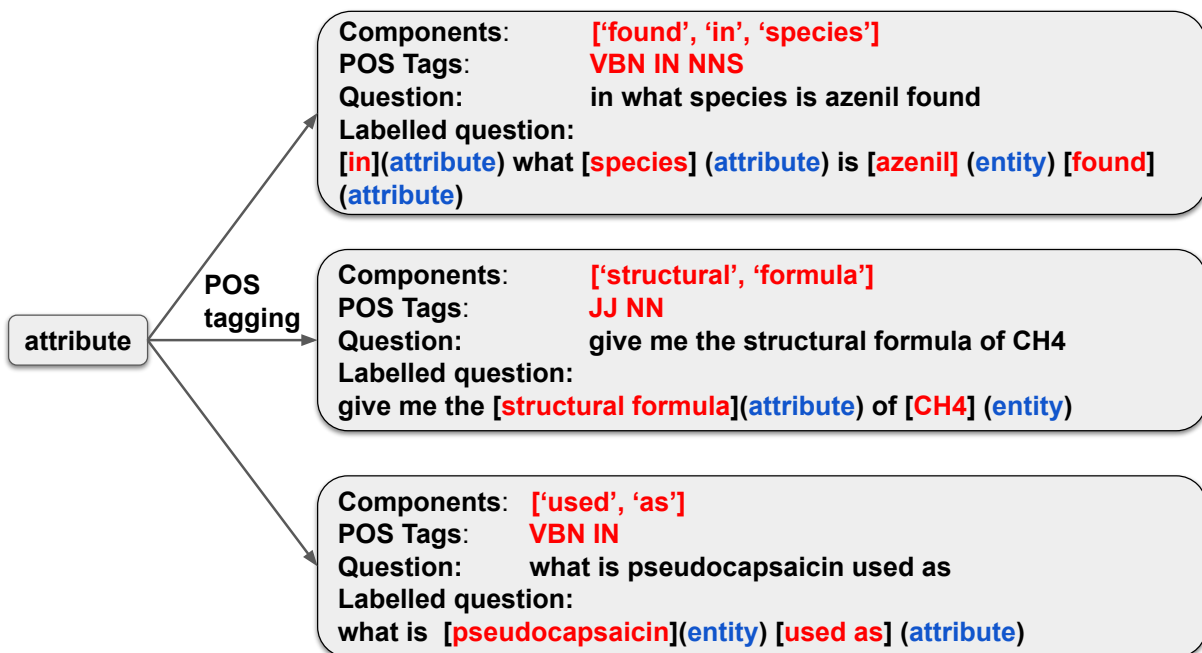 Components: [‘found’, ‘in’, ‘species’]
POS Tags: VBN IN NNS
Question: in what species is azenil found
Labelled question:
[in](attribute) what [species] (attribute) is [azenil] (entity) [found]
(attribute)
POS
tagging
attribute
Components: [‘structural’, ‘formula’]
POS Tags: JJ NN
Question: give me the structural formula of CH4
Labelled question:
give me the [structural formula](attribute) of [CH4] (entity)
Components: [‘used’, ‘as’]
POS Tags: VBN IN
Question: what is pseudocapsaicin used as
Labelled question:
what is [pseudocapsaicin](entity) [used as] (attribute)